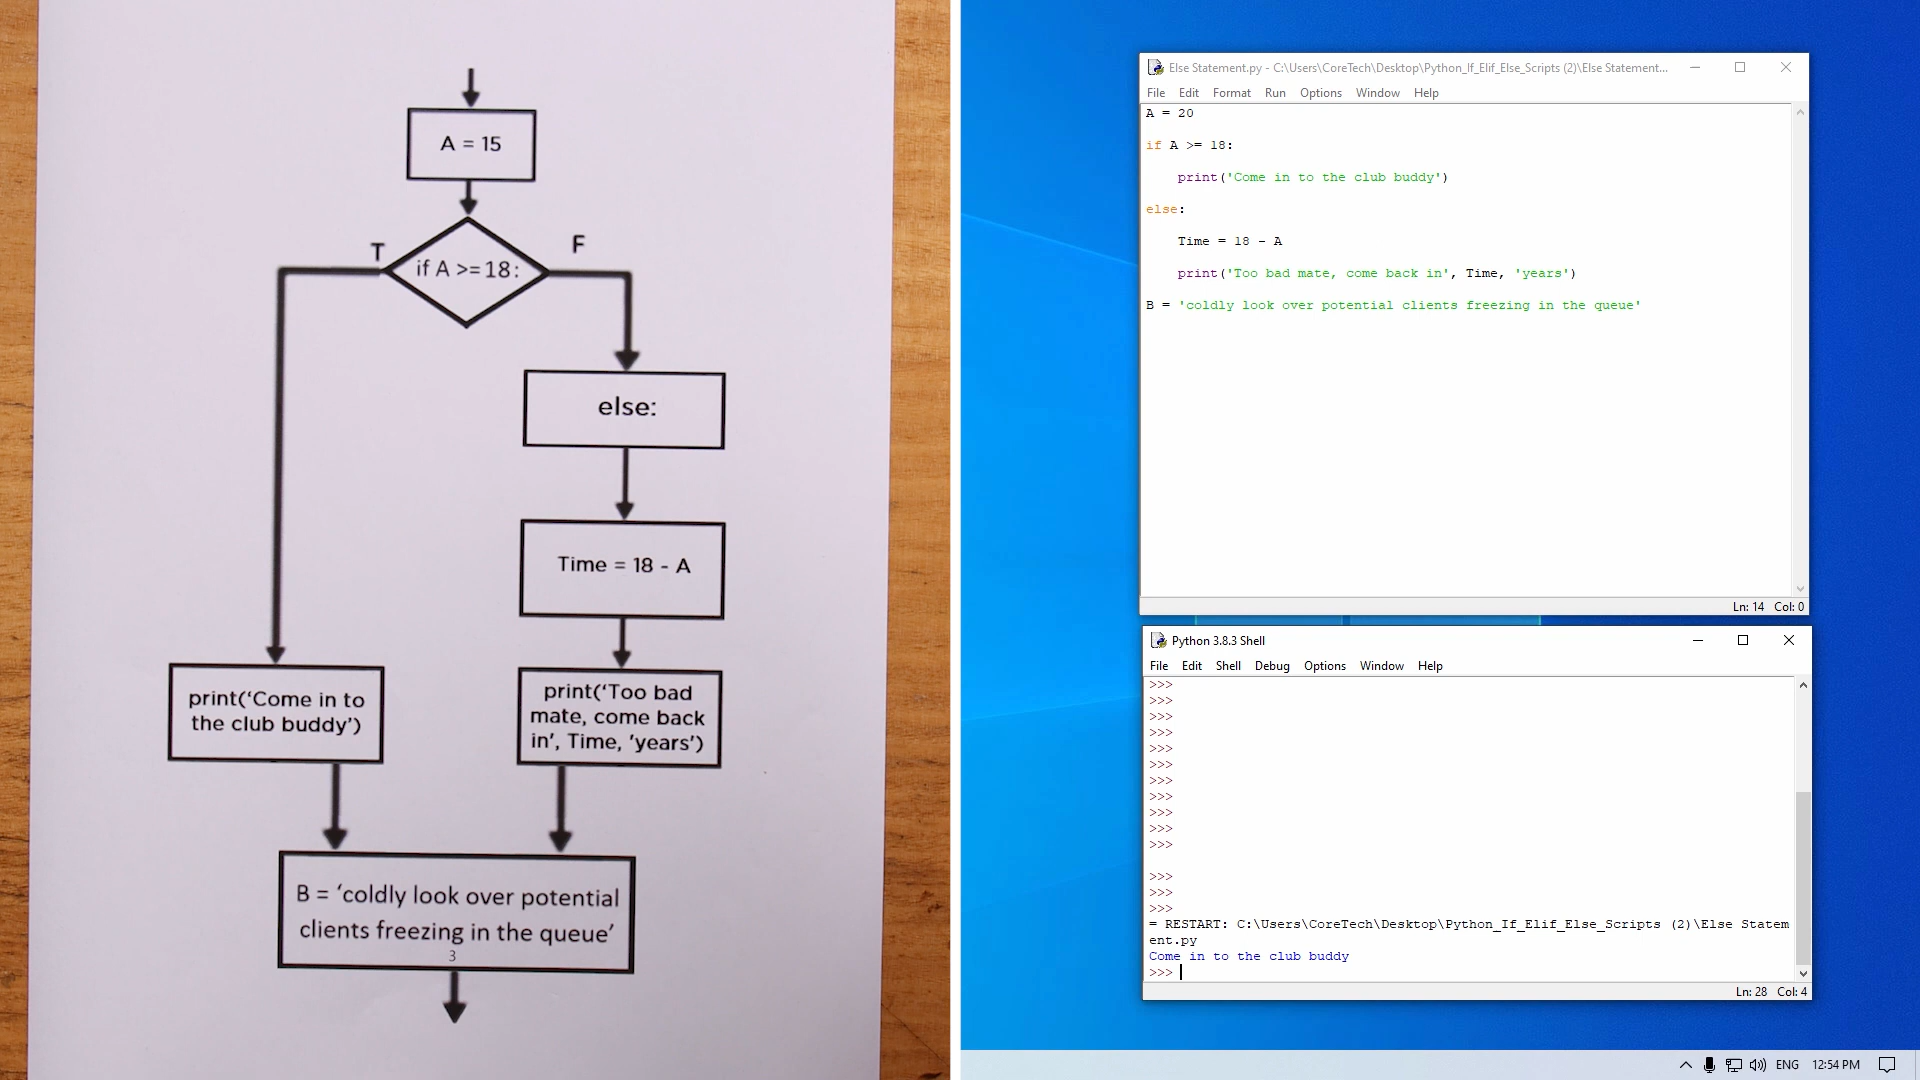 A = 15
T
F
if A >= 18:
else:
Time = 18 - A
print(‘Come in to
the club buddy’)
print(‘Too bad
mate, come back
in’, Time, ’years’)
B = ‘coldly look over potential
clients freezing in the queue’
3
Else Statement.py - C:\Users\CoreTech\Desktop\Python_If_Elif_Else_Scripts (2)\Else Statement...
File Edit Format Run Options Window Help
A = 20
if A >= 18:
print('Come in to the club buddy')
else:
Time = 18 - A
print('Too bad mate, come back in', Time, 'years')
B = 'coldly look over potential clients freezing in the queue'
Ln: 14 Col: 0
Python 3.8.3 Shell
File Edit Shell Debug Options Window Help
>>>
>>>
>>>
>>>
>>>
>>>
>>>
>>>
>>>
>>>
>>>
>>>
>>>
>>>
= RESTART: C:\Users\CoreTech\Desktop\Python_If_Elif_Else_Scripts (2)\Else Statem
ent.py
Come in to the club buddy
>>>
Ln: 28 Col: 4
ENG 12:54 PM